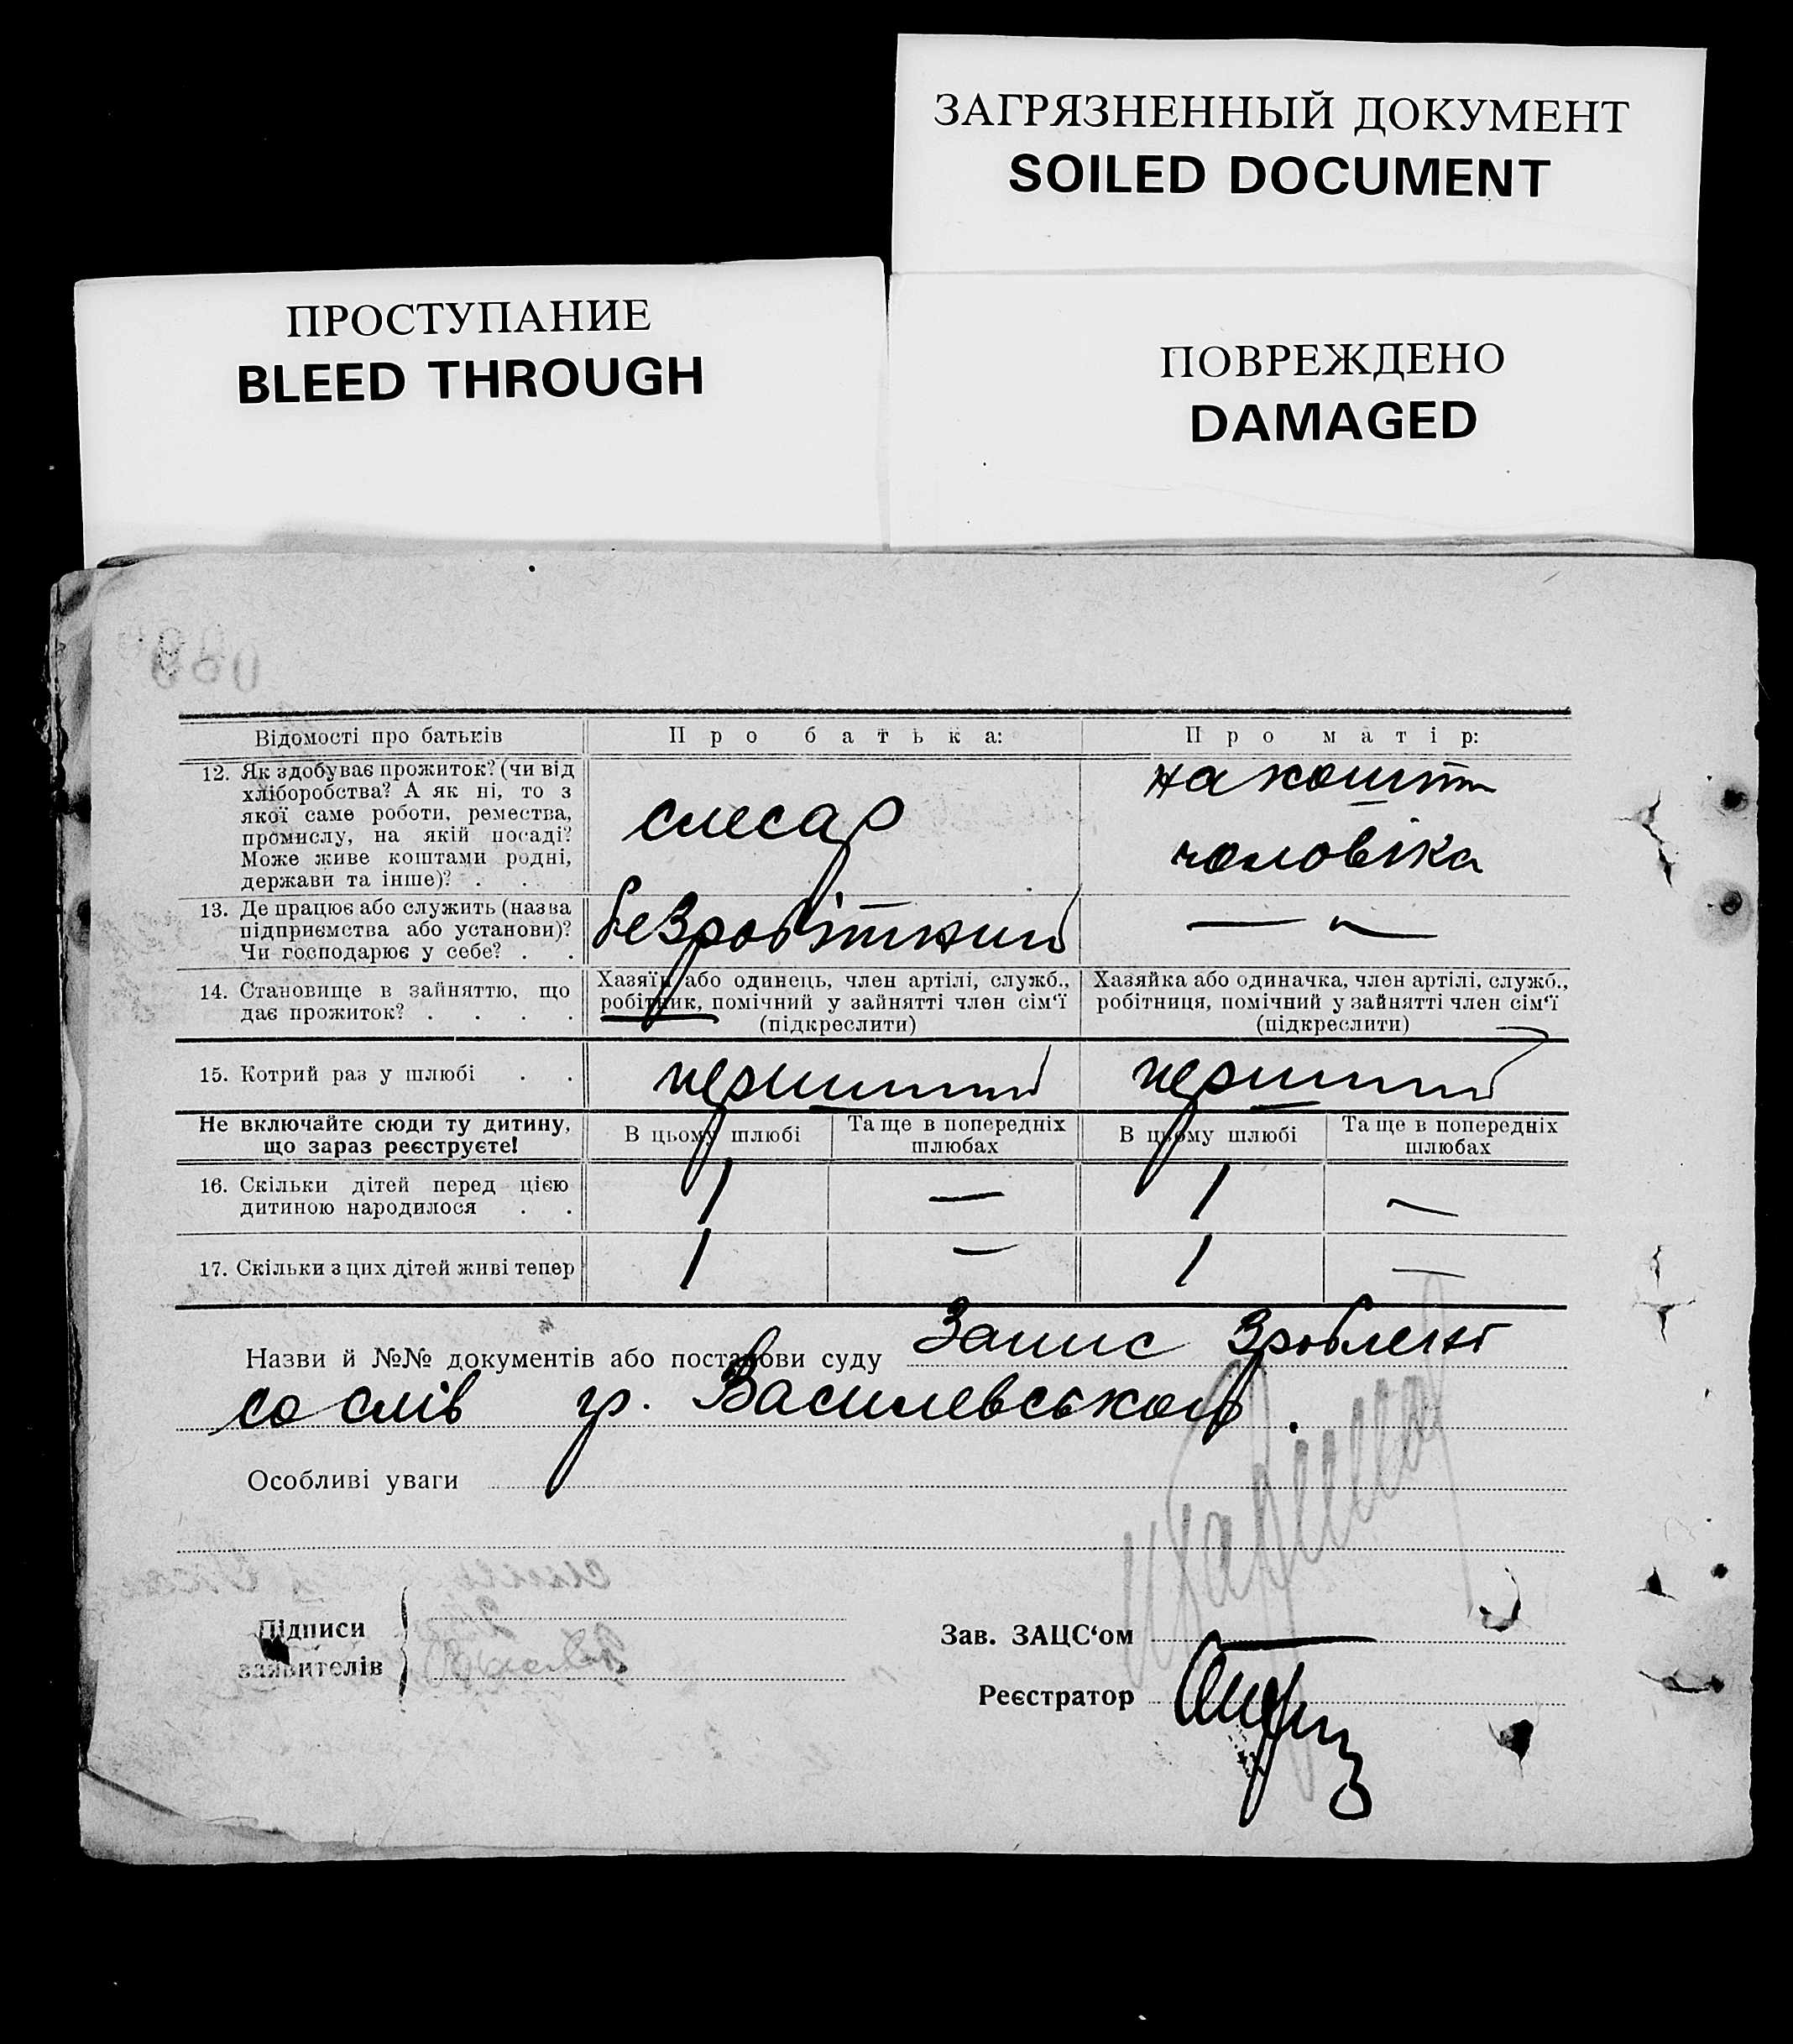 ЗАГРЯЗНЕННЫЙ ДОКУМЕНТ
SOILED DOCUMENT
ПРОСТУПАНИЕ
BLEED THROUGH
ПОВРЕЖДЕНО
DAMAGED
Відомості про батьків
Про батька:
Про матір:
12. Як здобуває прожиток? (чи від
хліборобства? А як ні, то з
якої саме роботи, ремества,
промислу, на якій посаді?
Може живе коштами родні,
держави та інше)? . . .
слесар
на кошти
чоловіка
13. Де працює або служить (назва
підприємства або установи)?
Чи господарює у себе? . .
безробітний
— „ —
14. Становище в зайняттю, що
дає прожиток? . . . .
Хазяїн або одинець, член артілі, служб.,
робітник, помічний у зайнятті член сім‘ї
(підкреслити)
Хазяйка або одиначка, член артілі, служб.,
робітниця, помічний у зайнятті член сім‘ї
(підкреслити)
15. Котрий раз у шлюбі . .
перший
перший
Не включайте сюди ту дитину,
що зараз реєструєте!
В цьому шлюбі
Та ще в попередніх
шлюбах
В цьому шлюбі
Та ще в попередніх
шлюбах
16. Скільки дітей перед цією
дитиною народилося . .
1 — 1 —
17. Скільки з цих дітей живі тепер
1 — 1 —
Назви й №№ документів або постанови суду Запис зроблено
со слів гр. Василевського.
Особливі уваги
Підписи
заявителів
Зав. ЗАЦС‘ом
Реєстратор